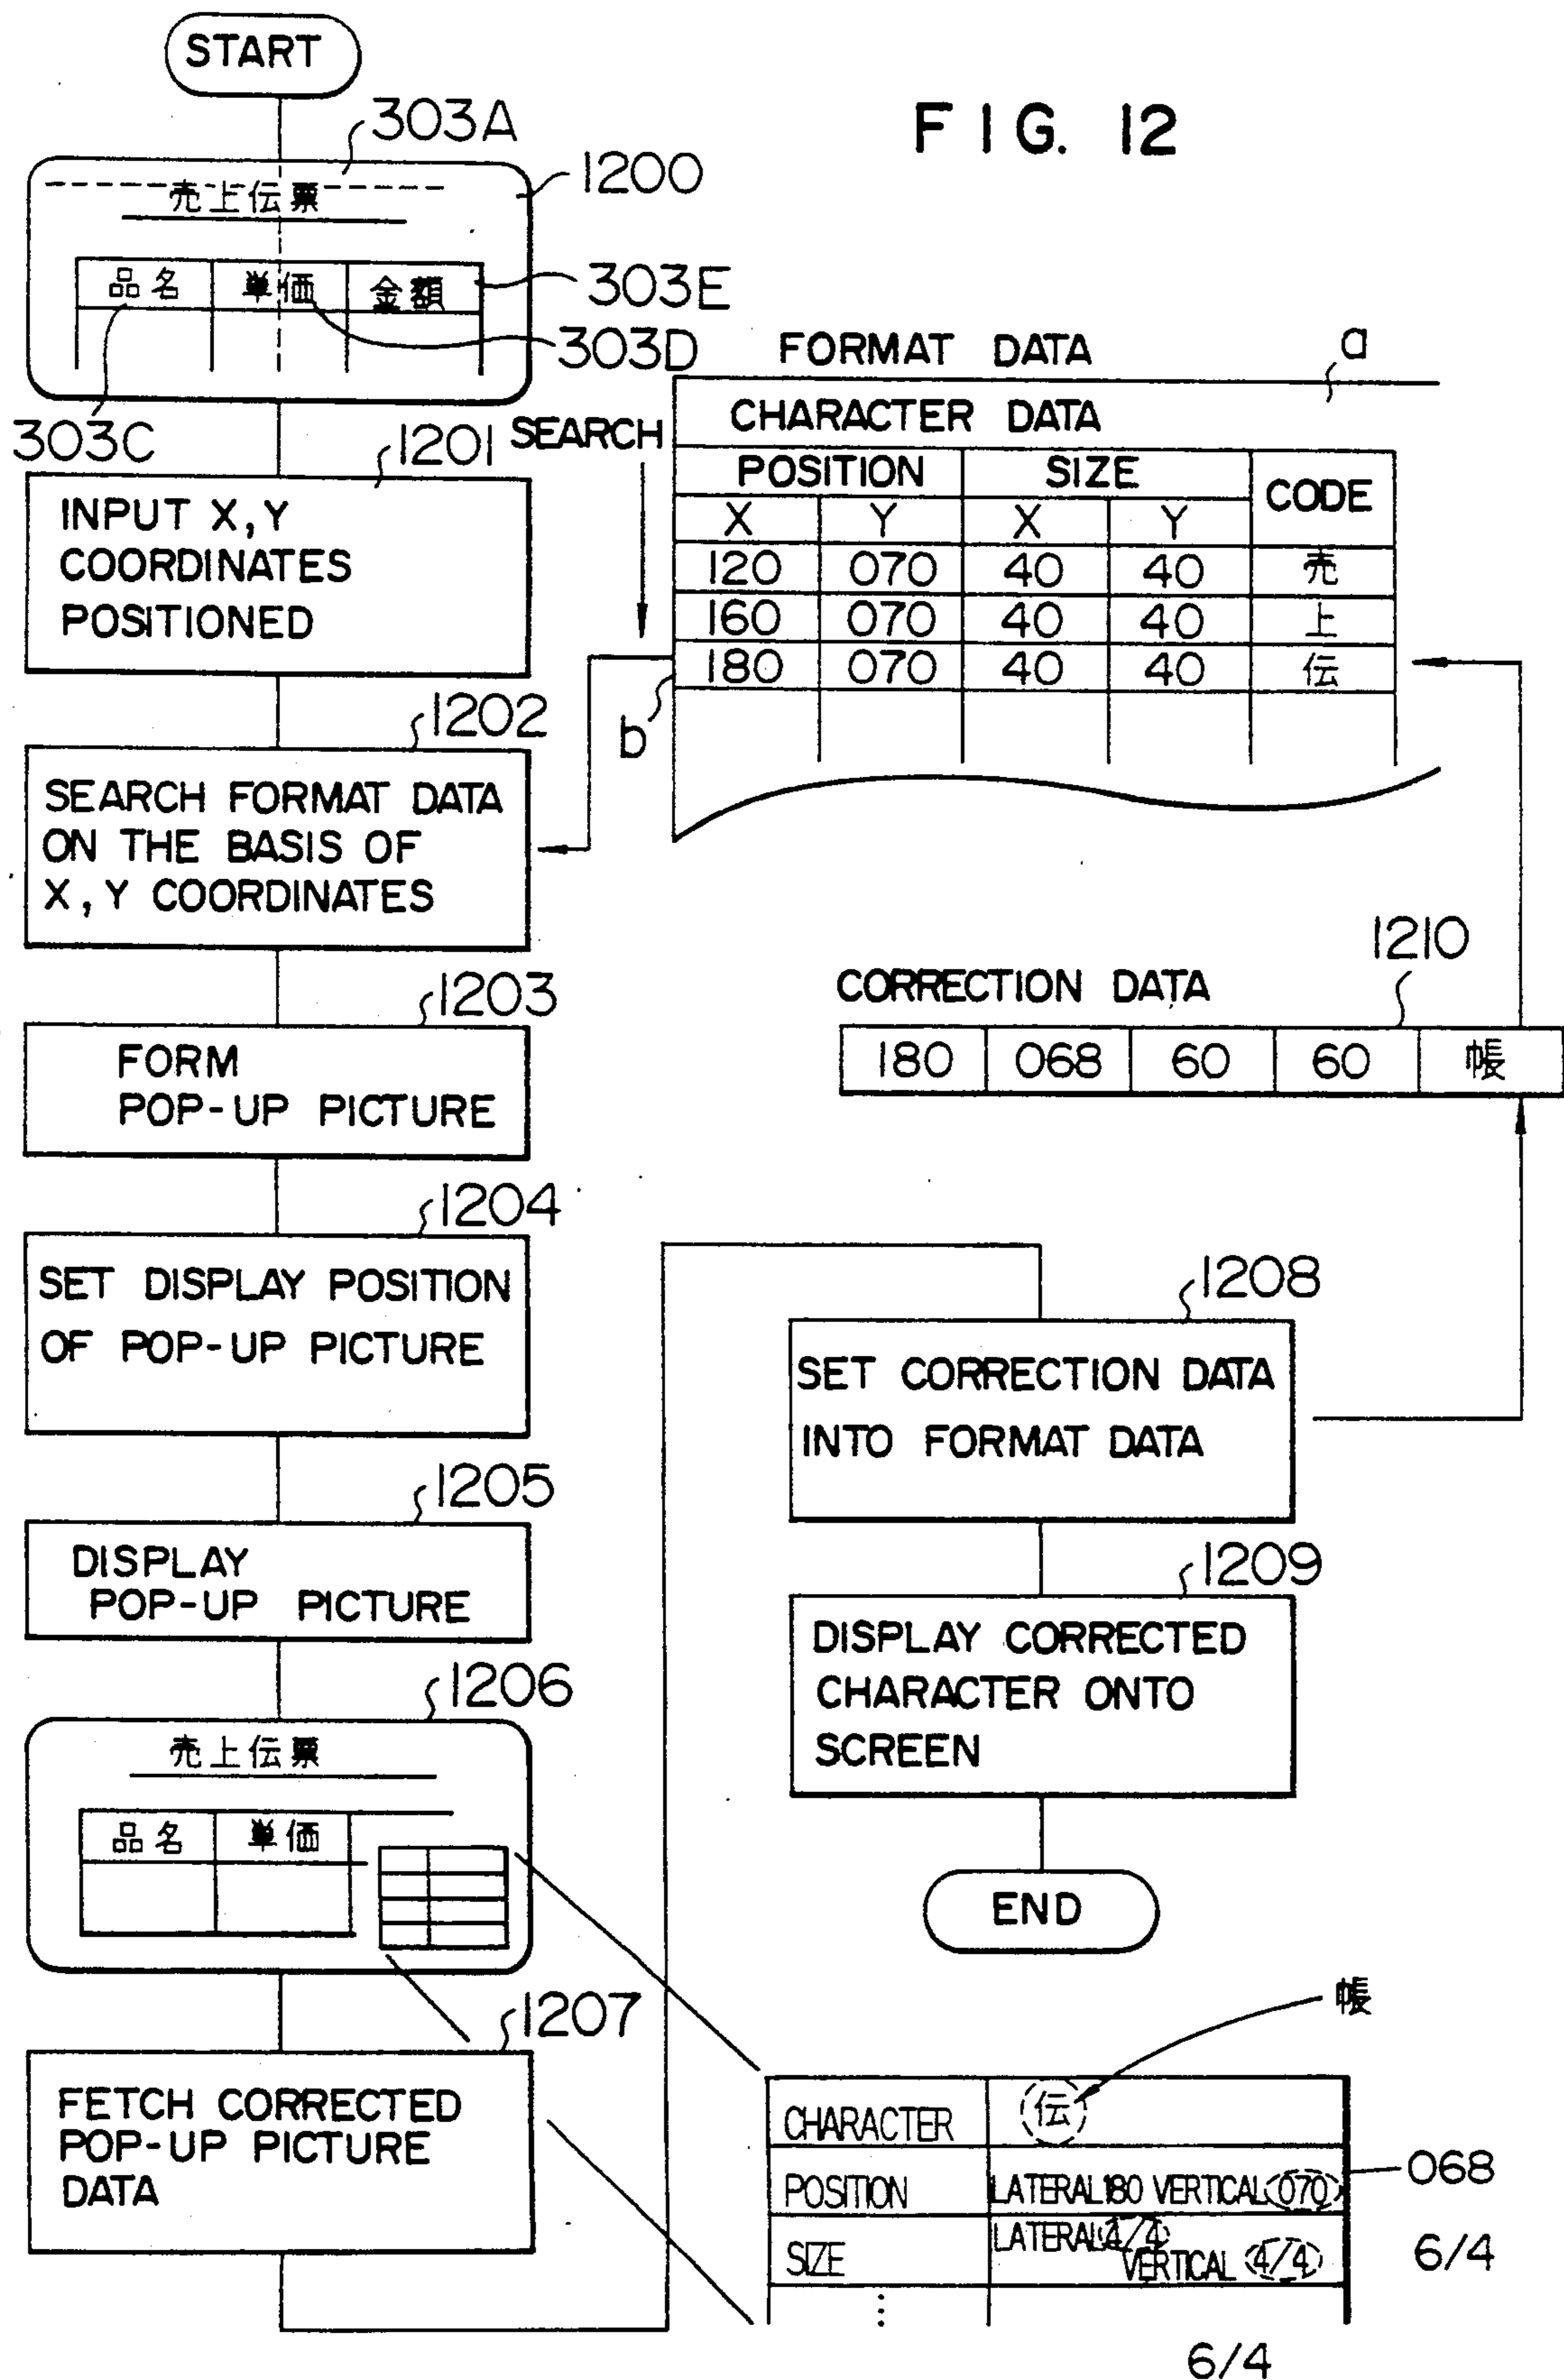 START
FIG. 12
303A
1200
売上伝票
品名 単価 金額
303E
303D
303C
1201
INPUT X, Y
COORDINATES
POSITIONED
SEARCH
FORMAT DATA
a
CHARACTER DATA
POSITION SIZE CODE
X Y X Y
120 070 40 40 売
160 070 40 40 上
180 070 40 40 伝
b
1202
SEARCH FORMAT DATA
ON THE BASIS OF
X, Y COORDINATES
1203
FORM
POP-UP PICTURE
1210
CORRECTION DATA
180 068 60 60 帳
1204
SET DISPLAY POSITION
OF POP-UP PICTURE
1205
DISPLAY
POP-UP PICTURE
1206
売上伝票
品名 単価
1207
FETCH CORRECTED
POP-UP PICTURE
DATA
1208
SET CORRECTION DATA
INTO FORMAT DATA
1209
DISPLAY CORRECTED
CHARACTER ONTO
SCREEN
END
帳
CHARACTER 伝
POSITION LATERAL 180 VERTICAL 070
068
SIZE LATERAL 4/4
VERTICAL 4/4
6/4
⋮
6/4